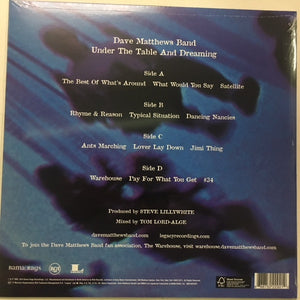 Dave Matthews Band
Under The Table And Dreaming
Side A
The Best Of What's Around What Would You Say Satellite
Side B
Rhyme & Reason Typical Situation Dancing Nancies
Side C
Ants Marching Lover Lay Down Jimi Thing
Side D
Warehouse Pay For What You Get #34
Produced by STEVE LILLYWHITE
Mixed by TOM LORD-ALGE
davematthewsband.com legacyrecordings.com
To join the Dave Matthews Band fan association, The Warehouse, visit warehouse.davematthewsband.com
bamarags RCA L
FSC